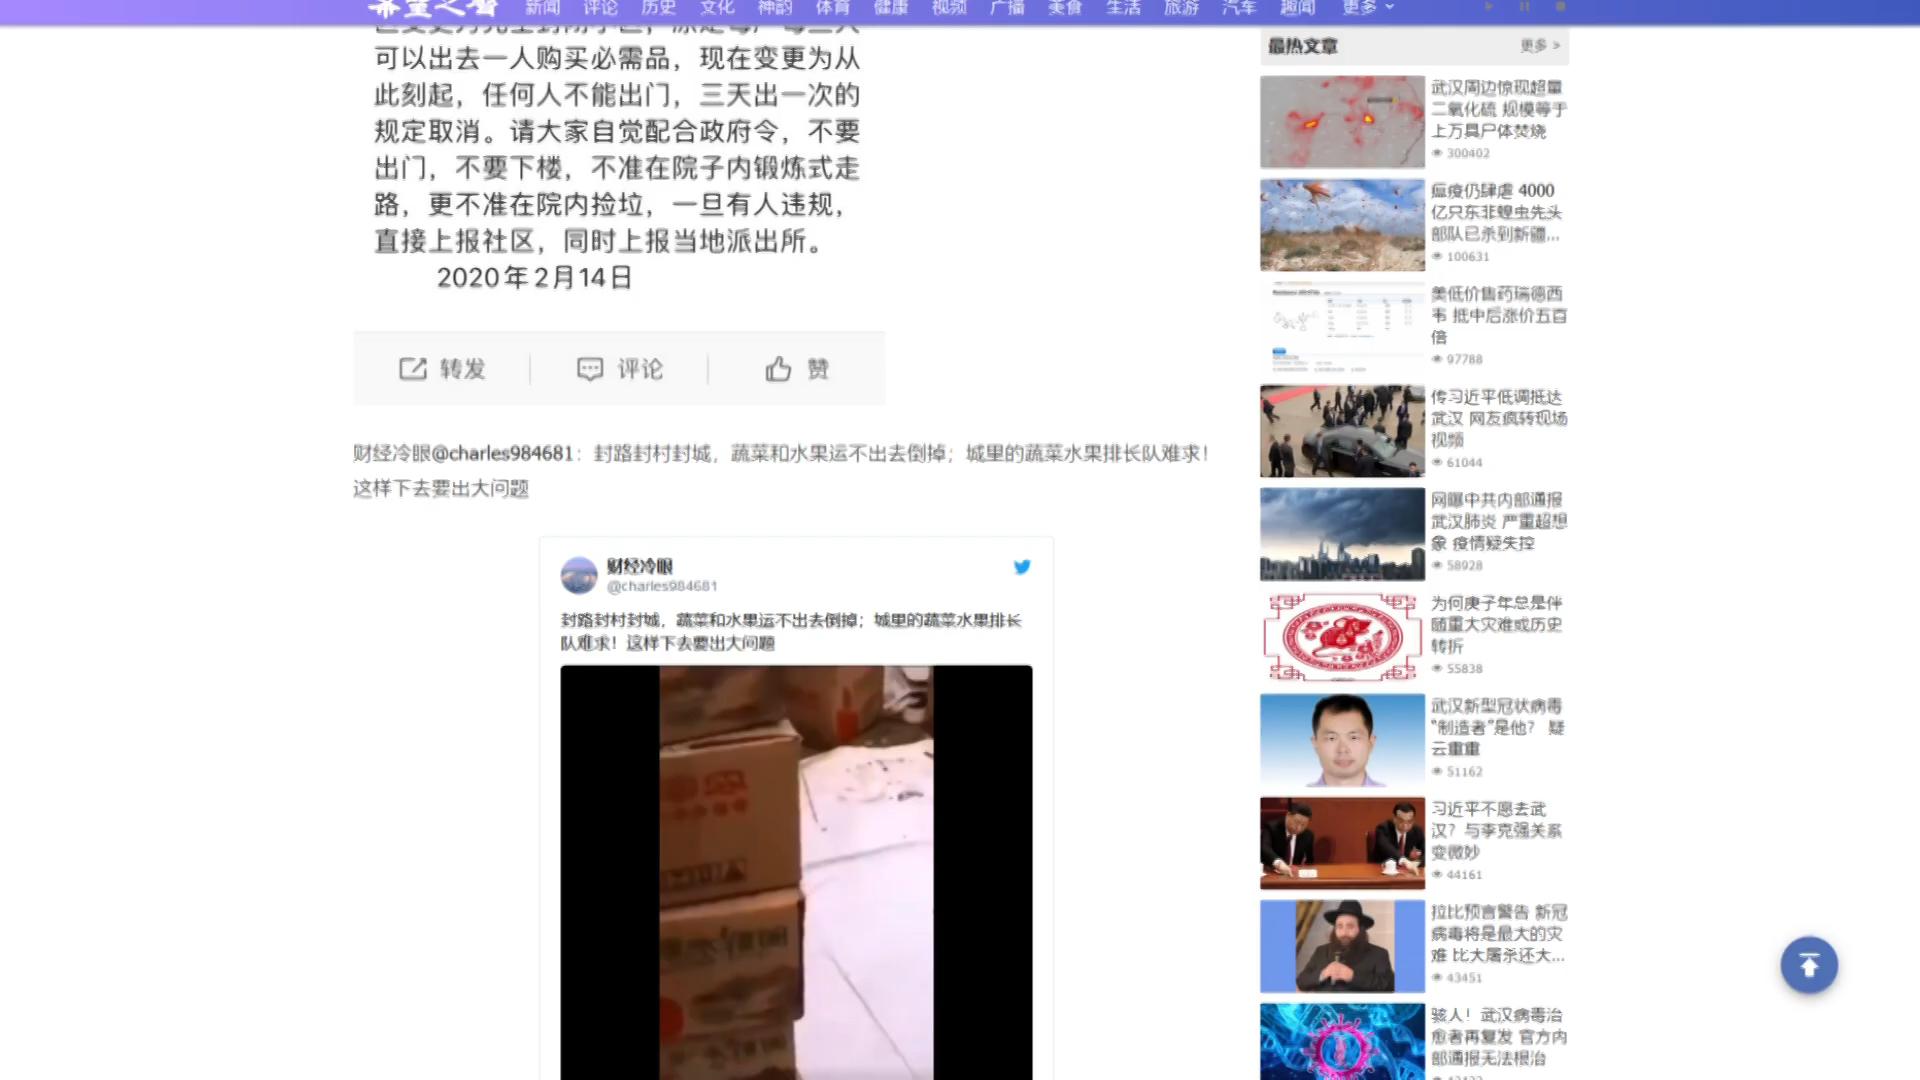 希望之聲
新闻 评论 历史 文化 神韵 体育 健康 视频 广播 美食 生活 旅游 汽车 趣闻 更多
可以出去一人购买必需品，现在变更为从
此刻起，任何人不能出门，三天出一次的
规定取消。请大家自觉配合政府令，不要
出门，不要下楼，不准在院子内锻炼式走
路，更不准在院内捡垃，一旦有人违规，
直接上报社区，同时上报当地派出所。
2020年2月14日
转发 评论 赞
财经冷眼@charles984681：封路封村封城，蔬菜和水果运不出去倒掉；城里的蔬菜水果排长队难求！
这样下去要出大问题
财经冷眼
@charles984681
封路封村封城，蔬菜和水果运不出去倒掉；城里的蔬菜水果排长
队难求！这样下去要出大问题
最热文章 更多 >
武汉周边惊现超量
二氧化硫 规模等于
上万具尸体焚烧
300402
瘟疫仍肆虐 4000
亿只东非蝗虫先头
部队已杀到新疆...
100631
美低价售药瑞德西
韦 抵中后涨价五百
倍
97788
传习近平低调抵达
武汉 网友疯转现场
视频
61044
网曝中共内部通报
武汉肺炎 严重超想
象 疫情疑失控
58928
为何庚子年总是伴
随重大灾难或历史
转折
55838
武汉新型冠状病毒
“制造者”是他？ 疑
云重重
51162
习近平不愿去武
汉？与李克强关系
变微妙
44161
拉比预言警告 新冠
病毒将是最大的灾
难 比大屠杀还大...
43451
骇人！武汉病毒治
愈者再复发 官方内
部通报无法根治